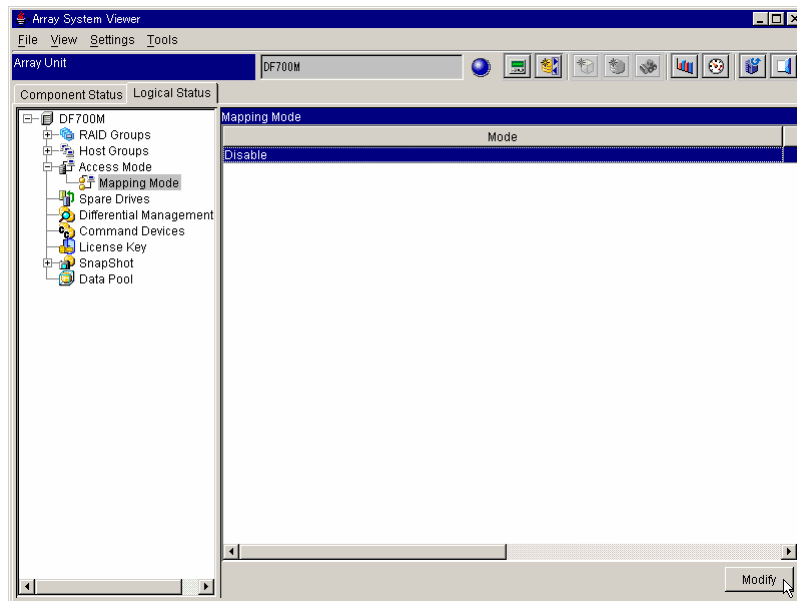 Array System Viewer
File View Settings Tools
Array Unit
DF700M
Component Status
Logical Status
DF700M
RAID Groups
Host Groups
Access Mode
Mapping Mode
Spare Drives
Differential Management
Command Devices
License Key
SnapShot
Data Pool
Mapping Mode
Mode
Disable
Modify